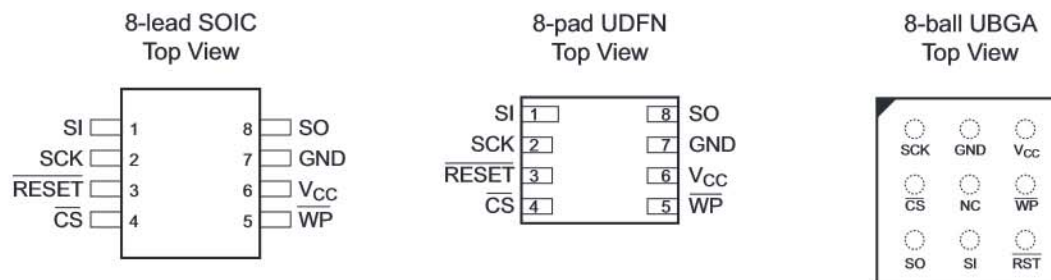 8-lead SOIC
Top View
SI 1 8 SO
SCK 2 7 GND
RESET 3 6 VCC
CS 4 5 WP
8-pad UDFN
Top View
SI 1 8 SO
SCK 2 7 GND
RESET 3 6 VCC
CS 4 5 WP
8-ball UBGA
Top View
SCK GND VCC
CS NC WP
SO SI RST